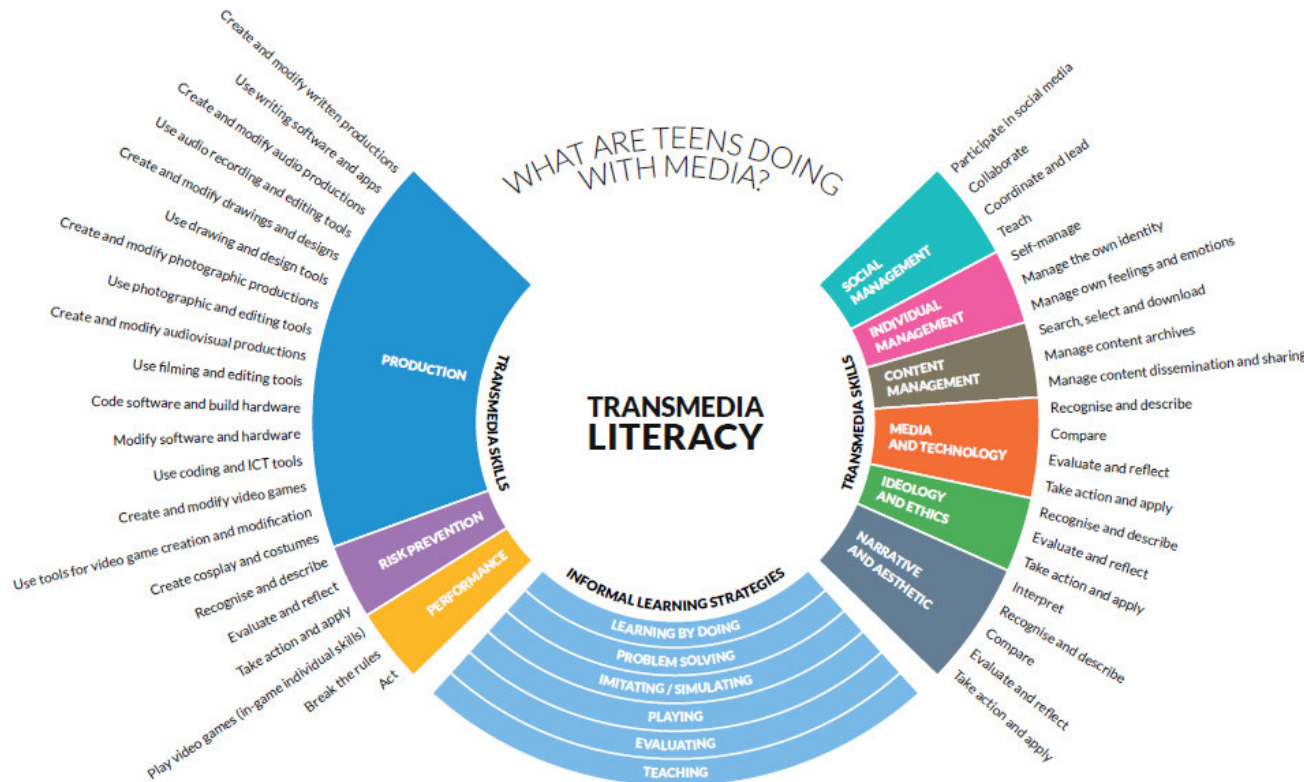 WHAT ARE TEENS DOING
WITH MEDIA?
TRANSMEDIA
LITERACY
TRANSMEDIA SKILLS
PRODUCTION
Create and modify written productions
Use writing software and apps
Create and modify audio productions
Use audio recording and editing tools
Create and modify drawings and designs
Use drawing and design tools
Create and modify photographic productions
Use photographic and editing tools
Create and modify audiovisual productions
Use filming and editing tools
Code software and build hardware
Modify software and hardware
Use coding and ICT tools
Create and modify video games
Use tools for video game creation and modification
Create cosplay and costumes
RISK PREVENTION
Recognise and describe
Evaluate and reflect
Take action and apply
PERFORMANCE
Play video games (in-game individual skills)
Break the rules
Act
TRANSMEDIA SKILLS
SOCIAL
MANAGEMENT
Participate in social media
Collaborate
Coordinate and lead
Teach
INDIVIDUAL
MANAGEMENT
Self-manage
Manage the own identity
Manage own feelings and emotions
CONTENT
MANAGEMENT
Search, select and download
Manage content archives
Manage content dissemination and sharing
MEDIA
AND TECHNOLOGY
Recognise and describe
Compare
Evaluate and reflect
Take action and apply
IDEOLOGY
AND ETHICS
Recognise and describe
Evaluate and reflect
Take action and apply
NARRATIVE
AND AESTHETIC
Interpret
Recognise and describe
Compare
Evaluate and reflect
Take action and apply
INFORMAL LEARNING STRATEGIES
LEARNING BY DOING
PROBLEM SOLVING
IMITATING / SIMULATING
PLAYING
EVALUATING
TEACHING